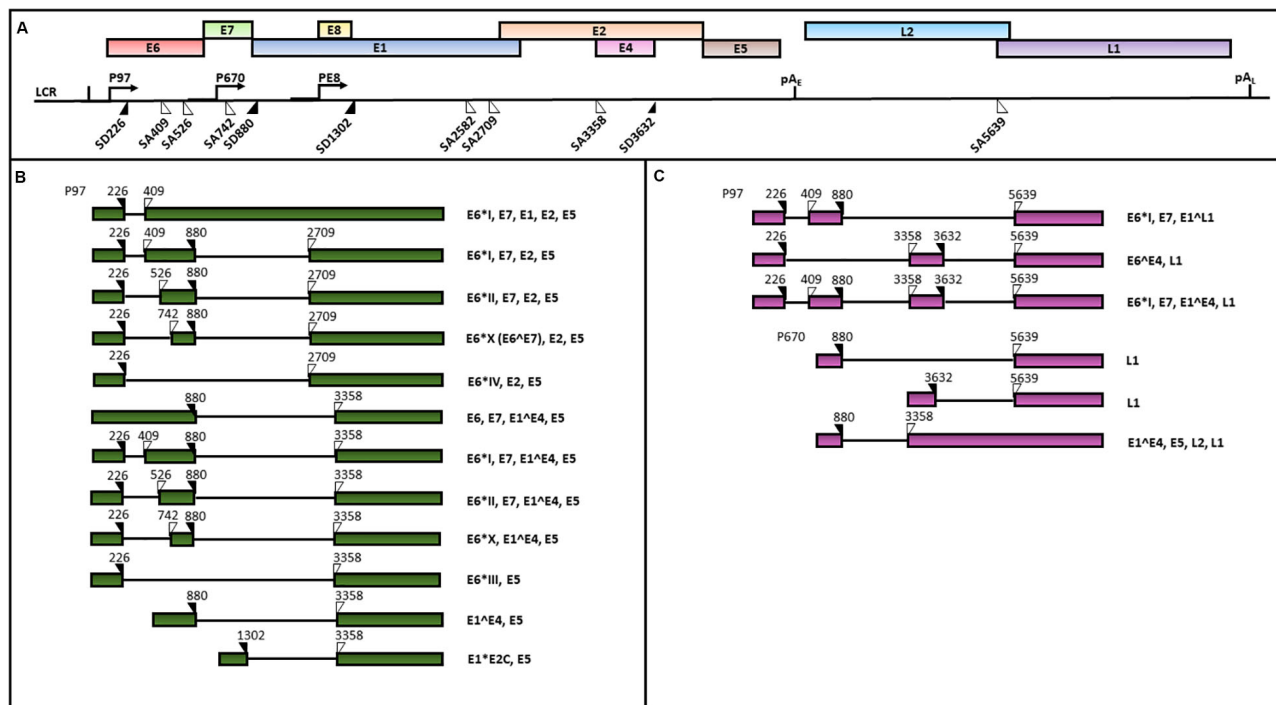 A
E7 E8 E2 L2
E6 E1 E4 E5 L1
P97 P670 PE8 pAE pAL
LCR
SD226 SA409 SA526 SA742 SD880 SD1302 SA2582 SA2709 SA3358 SD3632 SA5639
B
P97 226 409
E6*I, E7, E1, E2, E5
226 409 880 2709
E6*I, E7, E2, E5
226 526 880 2709
E6*II, E7, E2, E5
226 742 880 2709
E6*X (E6^E7), E2, E5
226 2709
E6*IV, E2, E5
880 3358
E6, E7, E1^E4, E5
226 409 880 3358
E6*I, E7, E1^E4, E5
226 526 880 3358
E6*II, E7, E1^E4, E5
226 742 880 3358
E6*X, E1^E4, E5
226 3358
E6*III, E5
880 3358
E1^E4, E5
1302 3358
E1*E2C, E5
C
P97 226 409 880 5639
E6*I, E7, E1^L1
226 3358 3632 5639
E6^E4, L1
226 409 880 3358 3632 5639
E6*I, E7, E1^E4, L1
P670 880 5639
L1
3632 5639
L1
880 3358
E1^E4, E5, L2, L1